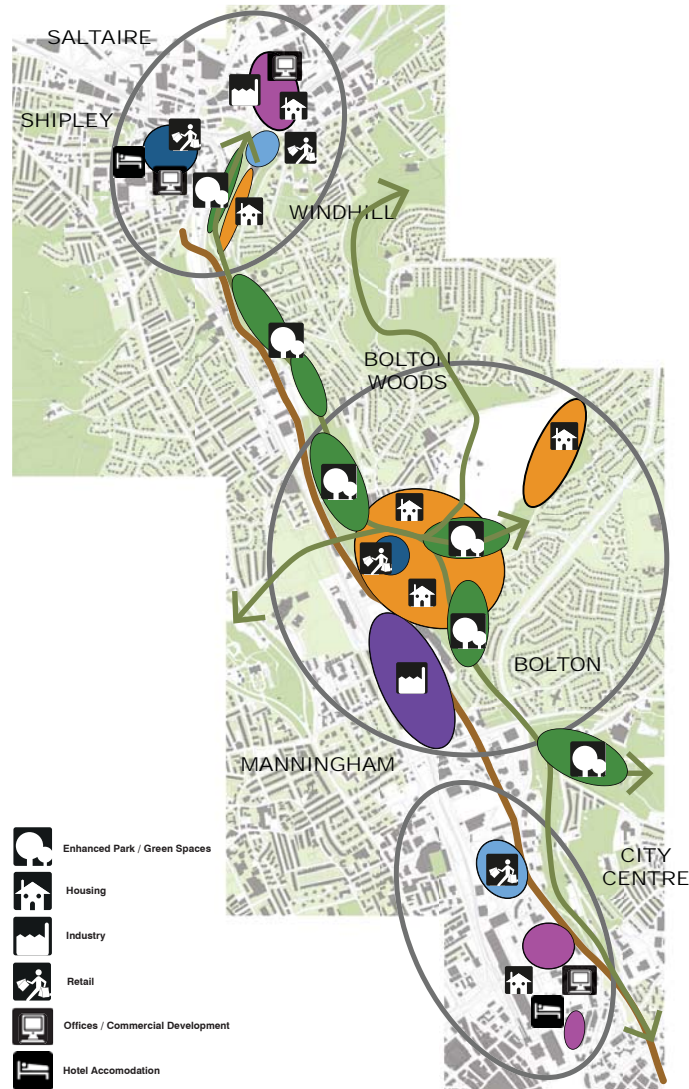 SALTAIRE
SHIPLEY
WINDHILL
BOLTON
WOODS
BOLTON
MANNINGHAM
CITY
CENTRE
Enhanced Park / Green Spaces
Housing
Industry
Retail
Offices / Commercial Development
Hotel Accomodation